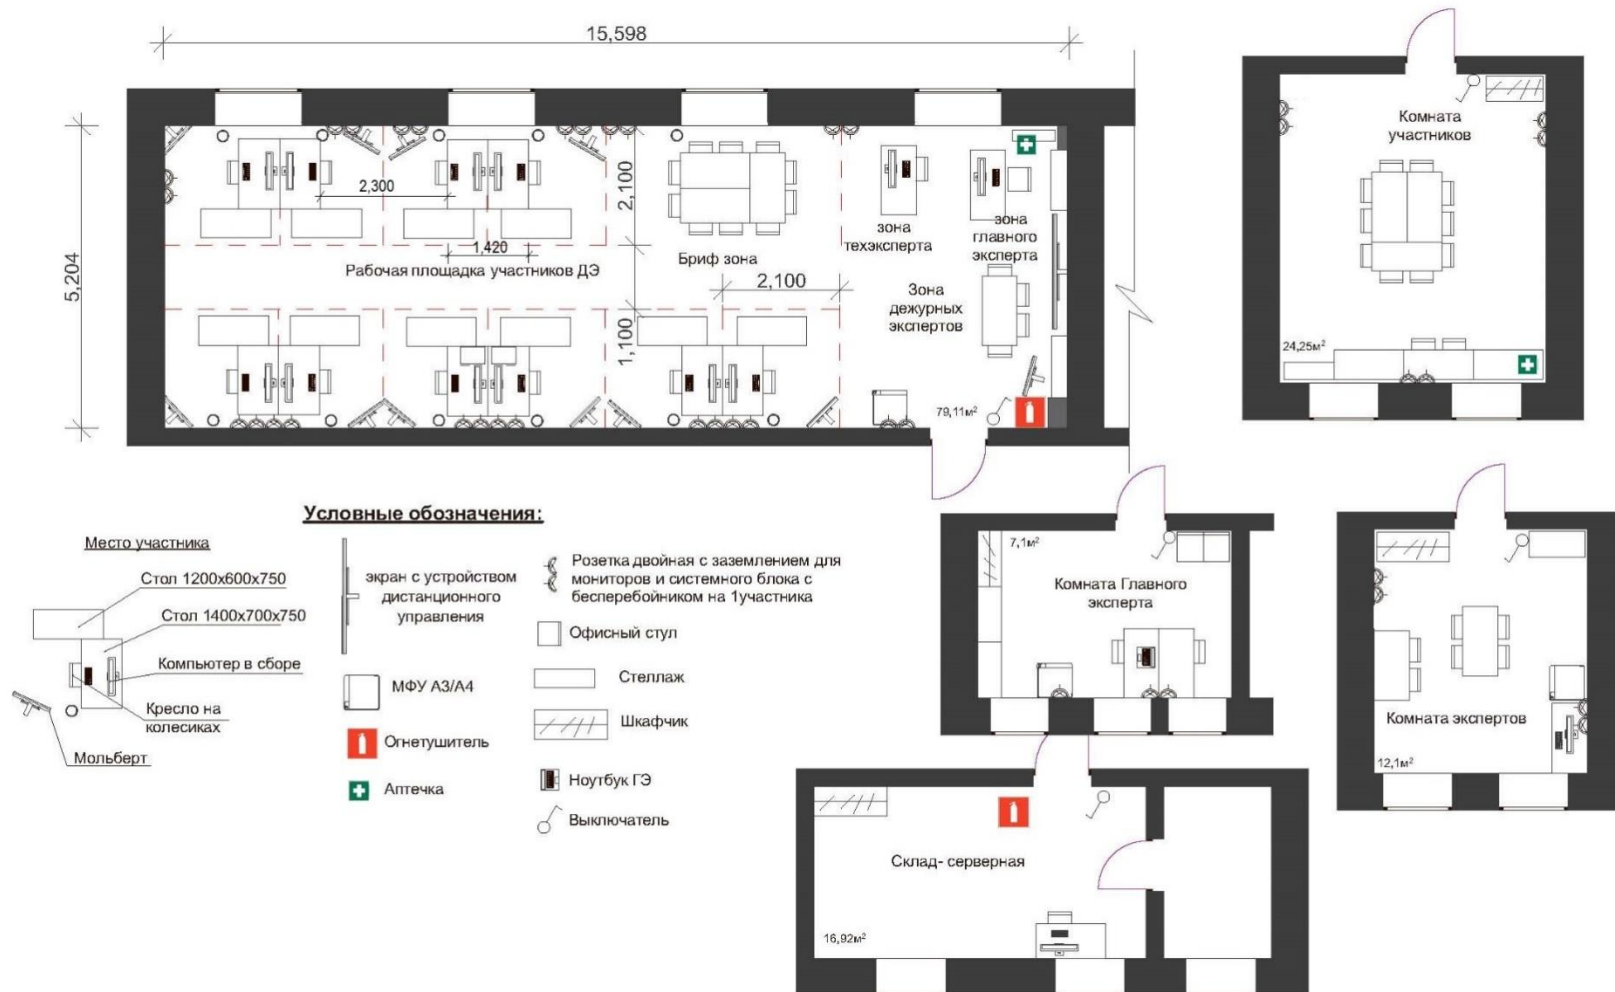 15,598
5,204
2,300
2,100
1,420
Рабочая площадка участников ДЭ
Бриф зона
2,100
1,100
зона
техэксперта
зона
главного
эксперта
Зона
дежурных
экспертов
79,11м²
Комната
участников
24,25м²
Условные обозначения:
Место участника
Стол 1200х600х750
Стол 1400х700х750
Компьютер в сборе
Кресло на
колесиках
Мольберт
экран с устройством
дистанционного
управления
МФУ А3/А4
Огнетушитель
Аптечка
Розетка двойная с заземлением для
мониторов и системного блока с
бесперебойником на 1участника
Офисный стул
Стеллаж
Шкафчик
Ноутбук ГЭ
Выключатель
7,1м²
Комната Главного
эксперта
Комната экспертов
12,1м²
Склад- серверная
16,92м²